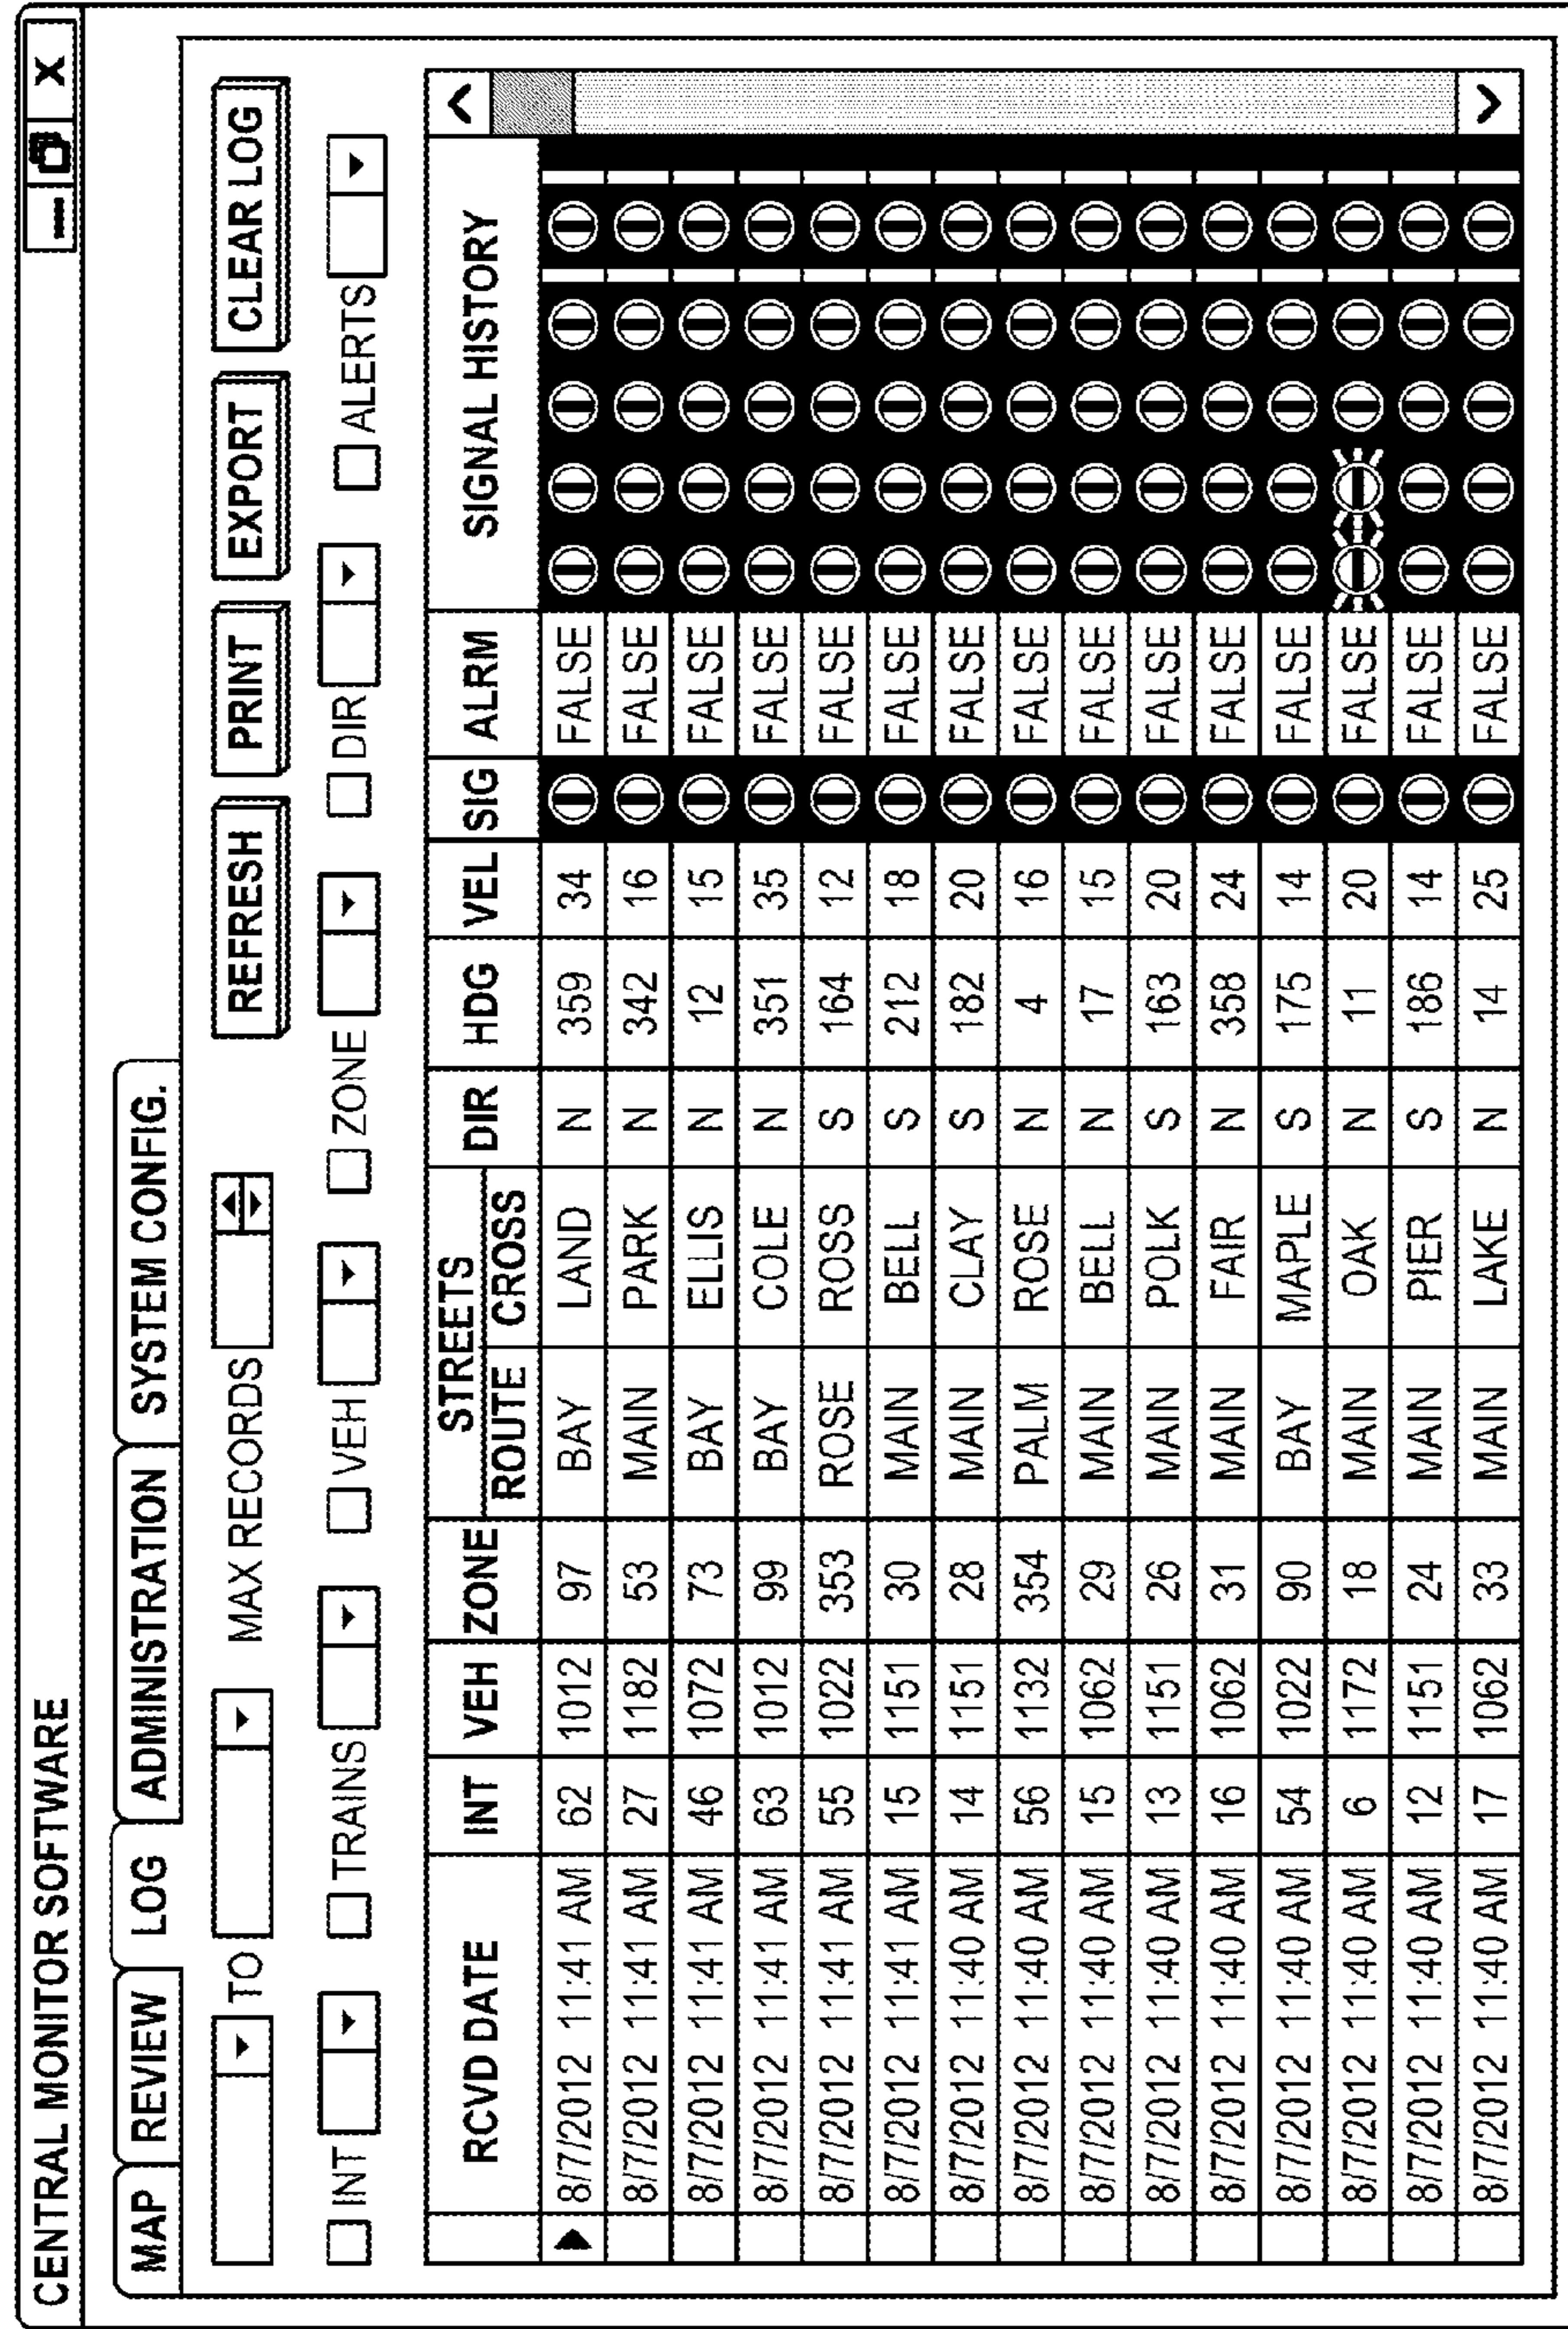 CENTRAL MONITOR SOFTWARE
X
MAP REVIEW LOG ADMINISTRATION SYSTEM CONFIG.
TO MAX RECORDS REFRESH PRINT EXPORT CLEAR LOG
INT TRAINS VEH ZONE DIR ALERTS
RCVD DATE INT VEH ZONE STREETS DIR HDG VEL SIG ALRM SIGNAL HISTORY
ROUTE CROSS
8/7/2012 11:41 AM 62 1012 97 BAY LAND N 359 34 FALSE
8/7/2012 11:41 AM 27 1182 53 MAIN PARK N 342 16 FALSE
8/7/2012 11:41 AM 46 1072 73 BAY ELLIS N 12 15 FALSE
8/7/2012 11:41 AM 63 1012 99 BAY COLE N 351 35 FALSE
8/7/2012 11:41 AM 55 1022 353 ROSE ROSS S 164 12 FALSE
8/7/2012 11:41 AM 15 1151 30 MAIN BELL S 212 18 FALSE
8/7/2012 11:40 AM 14 1151 28 MAIN CLAY S 182 20 FALSE
8/7/2012 11:40 AM 56 1132 354 PALM ROSE N 4 16 FALSE
8/7/2012 11:40 AM 15 1062 29 MAIN BELL N 17 15 FALSE
8/7/2012 11:40 AM 13 1151 26 MAIN POLK S 163 20 FALSE
8/7/2012 11:40 AM 16 1062 31 MAIN FAIR N 358 24 FALSE
8/7/2012 11:40 AM 54 1022 90 BAY MAPLE S 175 14 FALSE
8/7/2012 11:40 AM 6 1172 18 MAIN OAK N 11 20 FALSE
8/7/2012 11:40 AM 12 1151 24 MAIN PIER S 186 14 FALSE
8/7/2012 11:40 AM 17 1062 33 MAIN LAKE N 14 25 FALSE